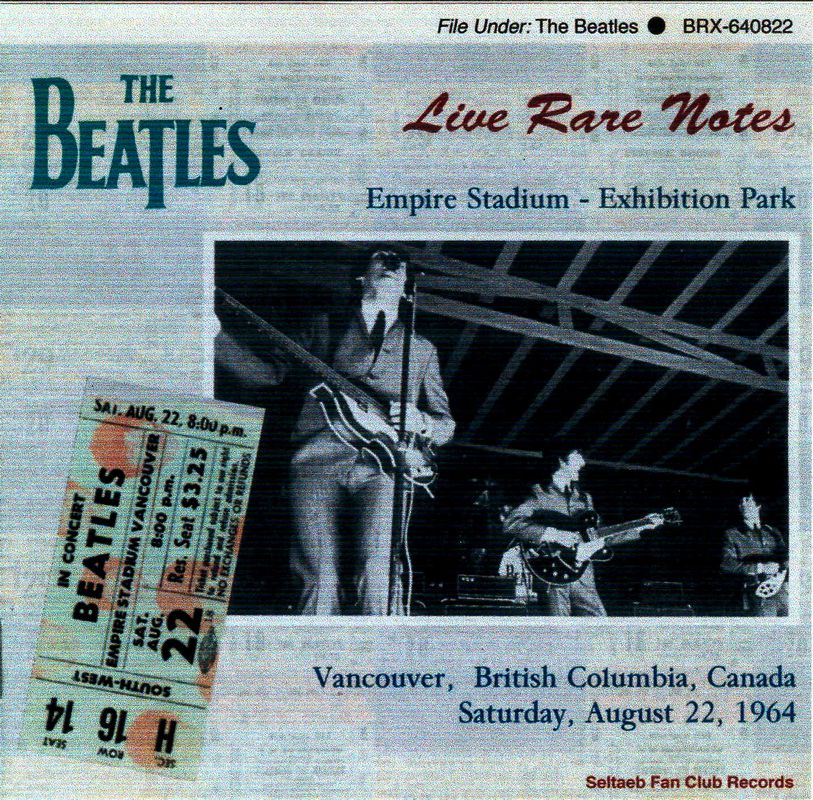 File Under: The Beatles ● BRX-640822
THE
BEATLES
Live Rare Notes
Empire Stadium - Exhibition Park
SAT. AUG. 22, 8:00 p.m.
IN CONCERT
BEATLES
EMPIRE STADIUM VANCOUVER
SAT. 8:00 p.m.
AUG.
22 Res. Seat $3.25
NO EXCHANGES OR REFUNDS
SOUTH-WEST
SEC. ROW SEAT
H 16 14
Vancouver, British Columbia, Canada
Saturday, August 22, 1964
Seltaeb Fan Club Records